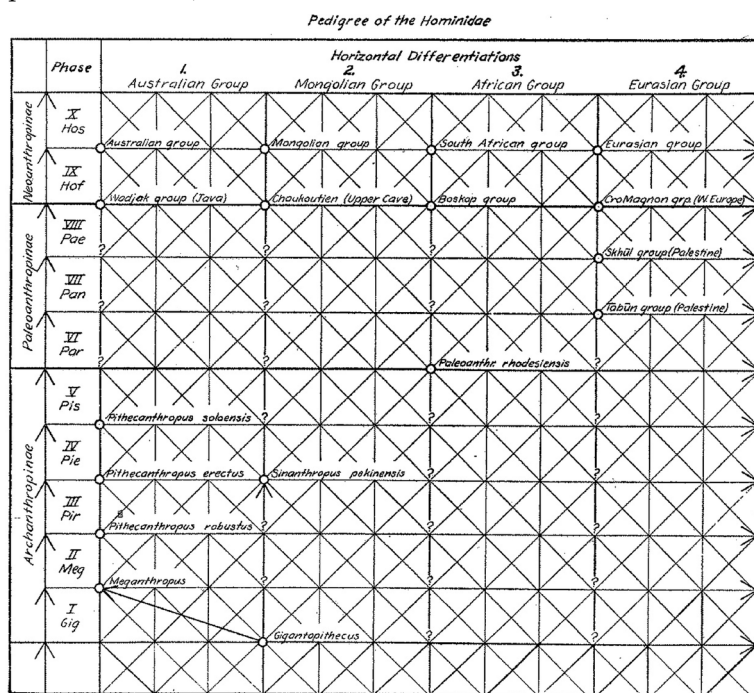 Pedigree of the Hominidae
Phase
Horizontal Differentiations
1. 2. 3. 4.
Australian Group Mongolian Group African Group Eurasian Group
Neoanthropinae
X
Hos
Australian group Mongolian group South African group Eurasian group
IX
Hof
Wadjak group (Java) Choukoutien (Upper Cave) Boskop group CroMagnon grp. (W. Europe)
Paleoanthropinae
VIII
Pae
? ? ? Skhūl group (Palestine)
VII
Pan
? ? ? Tabūn group (Palestine)
VI
Par
? ? Paleoanthr. rhodesiensis ?
Archanthropinae
V
Pis
Pithecanthropus soloensis ? ? ?
IV
Pie
Pithecanthropus erectus Sinanthropus pekinensis ? ?
III
Pir
Pithecanthropus robustus ? ? ?
II
Meg
Meganthropus ? ? ?
I
Gig
Gigantopithecus ? ?